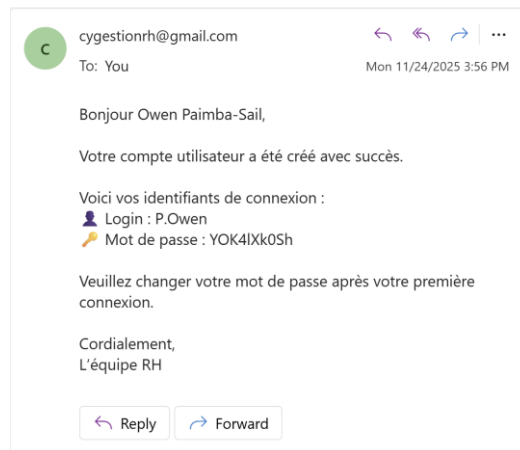 cygestionrh@gmail.com
C
To: You
Mon 11/24/2025 3:56 PM
Bonjour Owen Paimba-Sail,
Votre compte utilisateur a été créé avec succès.
Voici vos identifiants de connexion :
👤 Login : P.Owen
🔑 Mot de passe : YOK4lXk0Sh
Veuillez changer votre mot de passe après votre première
connexion.
Cordialement,
L’équipe RH
Reply
Forward